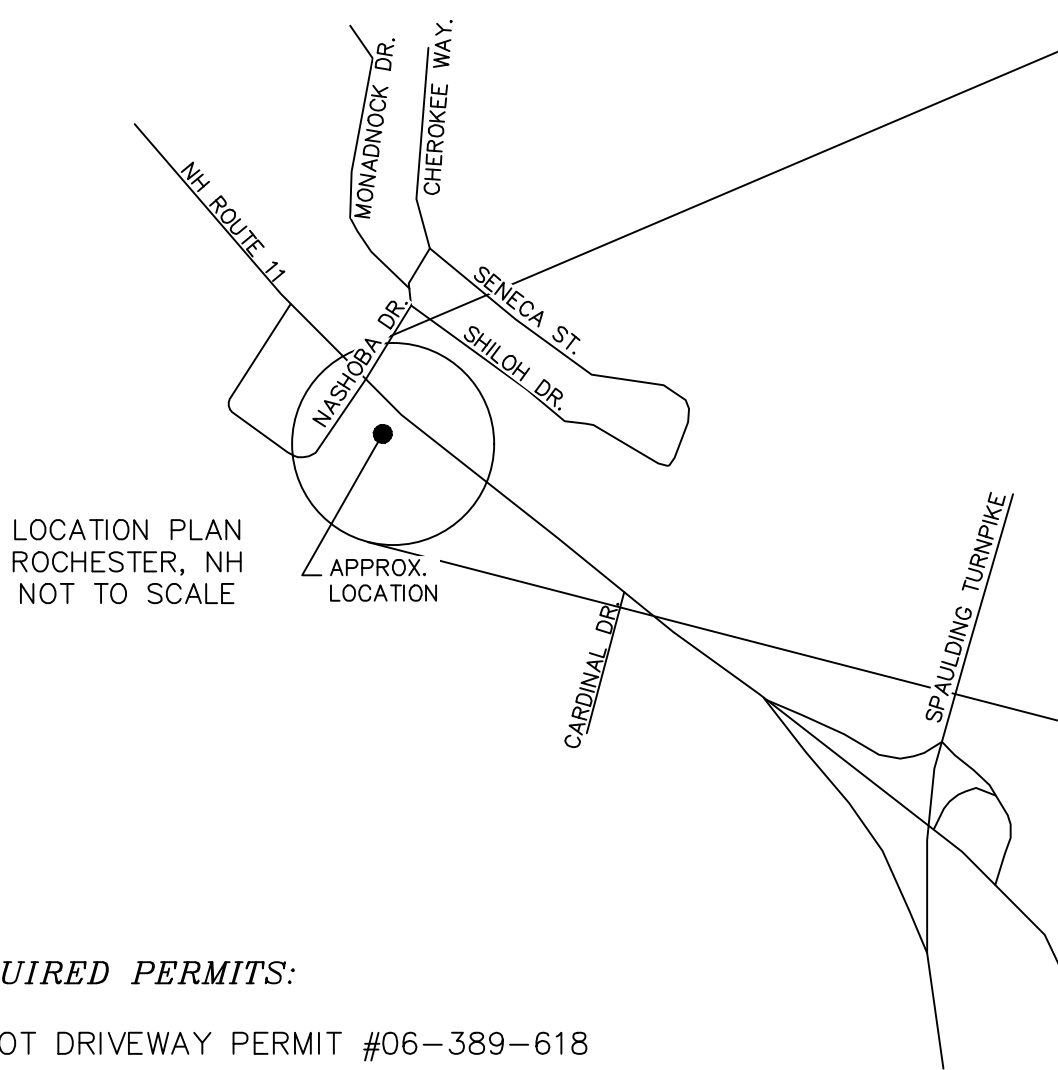 MONADNOCK DR.
CHEROKEE WAY.
NH ROUTE 11
SENECA ST.
NASHOBA DR.
SHILOH DR.
LOCATION PLAN
ROCHESTER, NH
NOT TO SCALE
APPROX.
LOCATION
SPAULDING TURNPIKE
CARDINAL DR.
UIRED PERMITS:
OT DRIVEWAY PERMIT #06-389-618